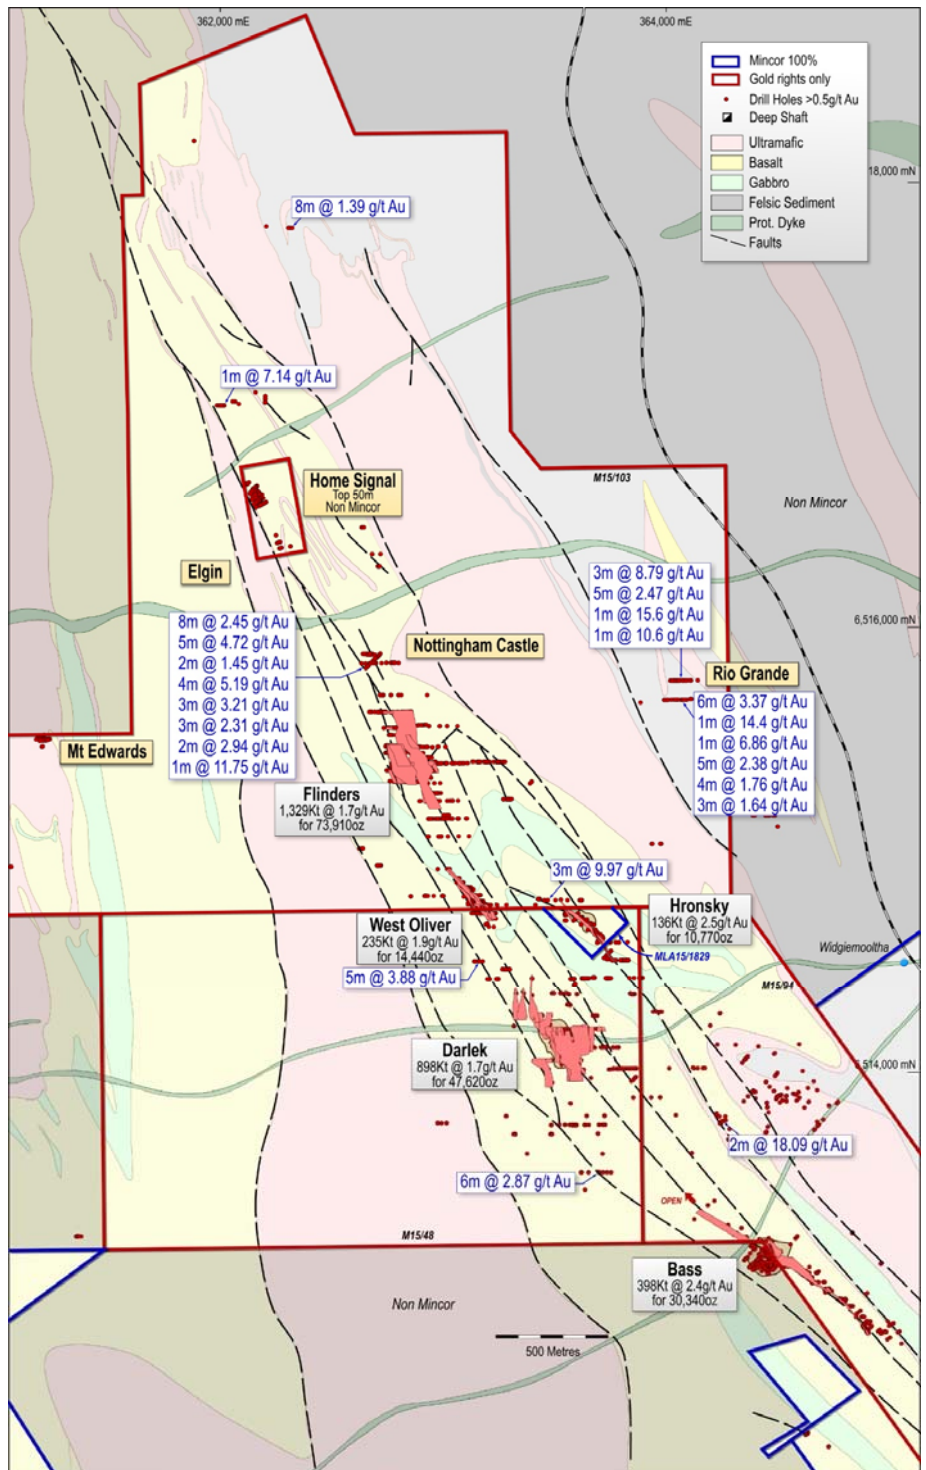 362,000 mE
364,000 mE
Mincor 100%
Gold rights only
Drill Holes >0.5g/t Au
Deep Shaft
Ultramafic
Basalt
Gabbro
Felsic Sediment
Prot. Dyke
Faults
18,000 mN
8m @ 1.39 g/t Au
1m @ 7.14 g/t Au
Home Signal
Top 50m
Non Mincor
M15/103
Non Mincor
Elgin
3m @ 8.79 g/t Au
5m @ 2.47 g/t Au
1m @ 15.6 g/t Au
1m @ 10.6 g/t Au
6,516,000 mN
8m @ 2.45 g/t Au
5m @ 4.72 g/t Au
2m @ 1.45 g/t Au
4m @ 5.19 g/t Au
3m @ 3.21 g/t Au
3m @ 2.31 g/t Au
2m @ 2.94 g/t Au
1m @ 11.75 g/t Au
Nottingham Castle
Rio Grande
6m @ 3.37 g/t Au
1m @ 14.4 g/t Au
1m @ 6.86 g/t Au
5m @ 2.38 g/t Au
4m @ 1.76 g/t Au
3m @ 1.64 g/t Au
Mt Edwards
Flinders
1,329Kt @ 1.7g/t Au
for 73,910oz
3m @ 9.97 g/t Au
Hronsky
136Kt @ 2.5g/t Au
for 10,770oz
West Oliver
235Kt @ 1.9g/t Au
for 14,440oz
5m @ 3.88 g/t Au
MLA15/1829
Widgiemooltha
M15/94
Darlek
898Kt @ 1.7g/t Au
for 47,620oz
,514,000 mN
2m @ 18.09 g/t Au
6m @ 2.87 g/t Au
OPEN
M15/48
Bass
398Kt @ 2.4g/t Au
for 30,340oz
Non Mincor
500 Metres